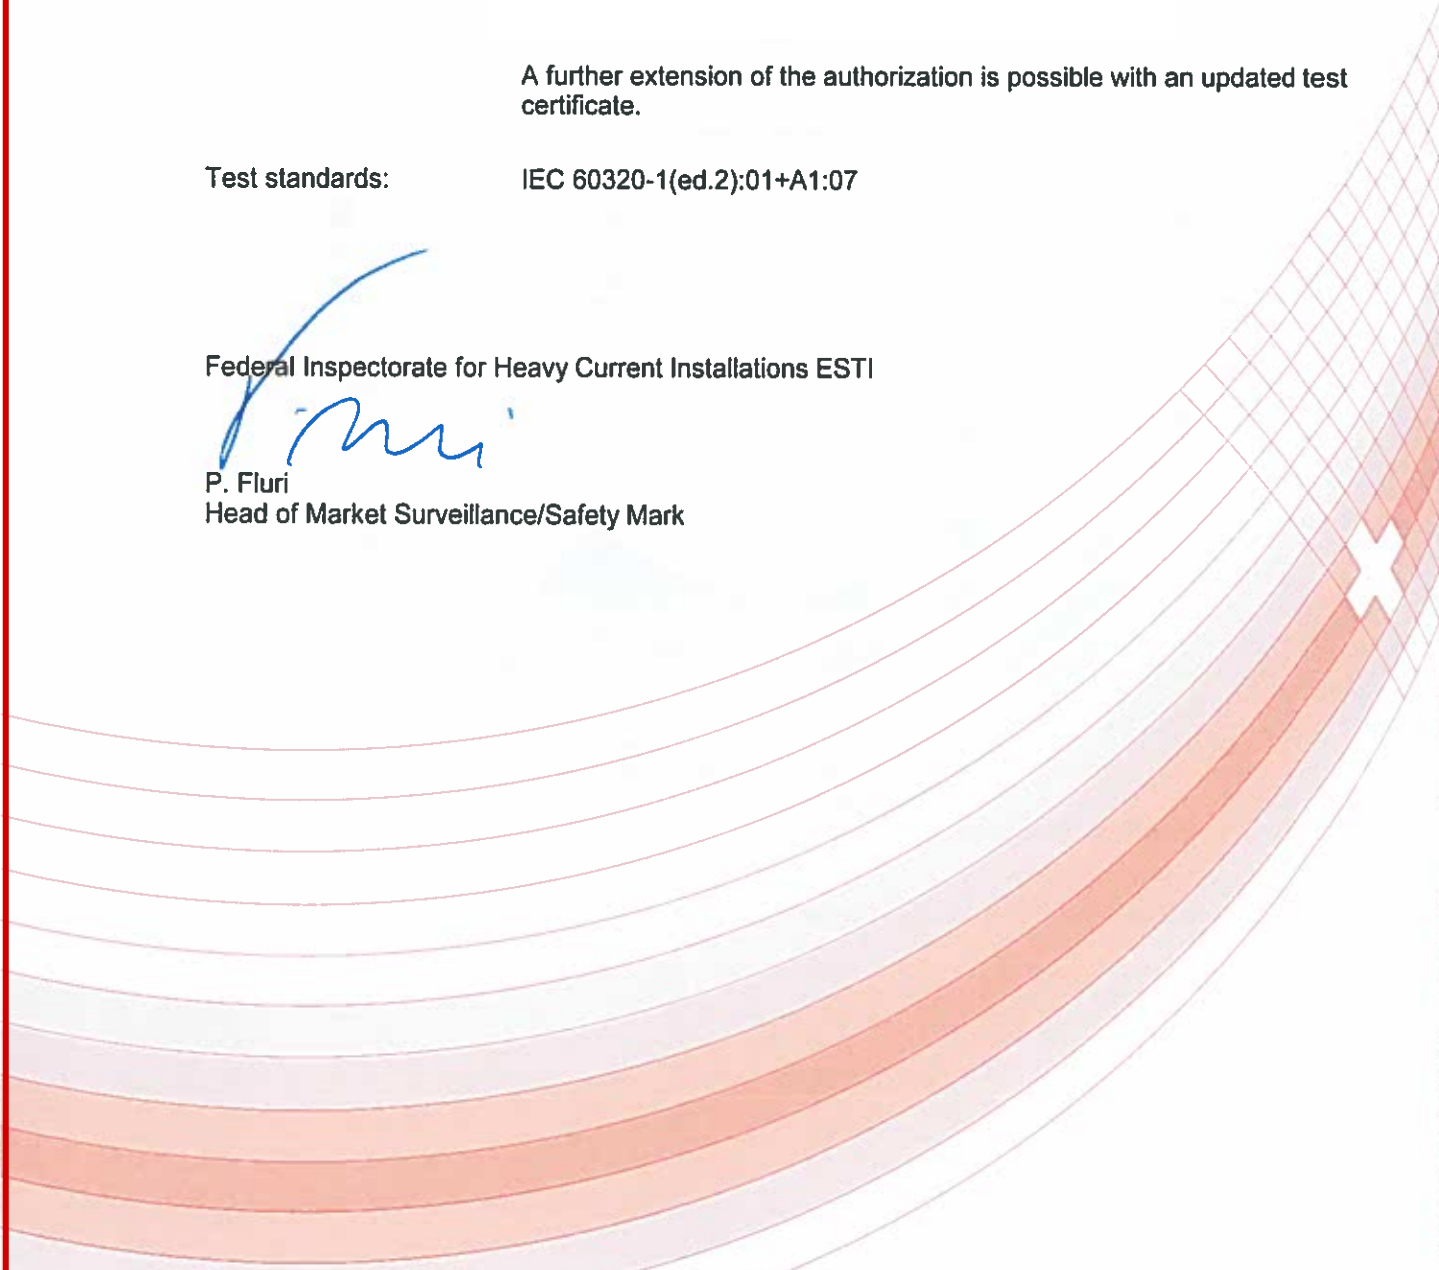 A further extension of the authorization is possible with an updated test
certificate.
Test standards: IEC 60320-1(ed.2):01+A1:07
Federal Inspectorate for Heavy Current Installations ESTI
P. Fluri
Head of Market Surveillance/Safety Mark